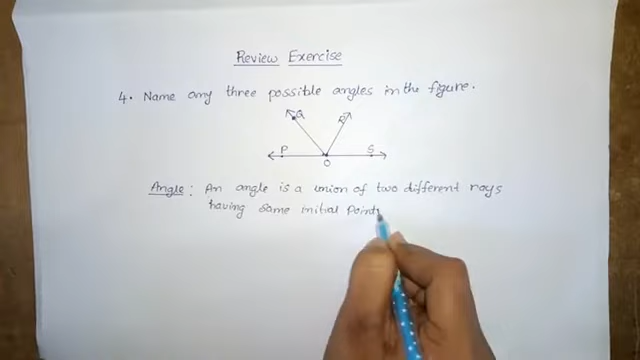 Review Exercise
4. Name any three possible angles in the figure.
Q R
P S
O
Angle: An angle is a union of two different rays
having same initial point